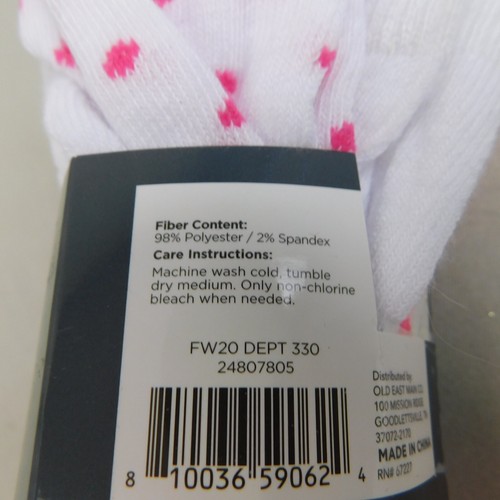 Fiber Content:
98% Polyester / 2% Spandex
Care Instructions:
Machine wash cold, tumble
dry medium. Only non-chlorine
bleach when needed.
FW20 DEPT 330
24807805
8 10036 59062 4
Distributed by
OLD EAST MAIN CO.
100 MISSION RIDGE
GOODLETTSVILLE, TN
37072-2170
MADE IN CHINA
RN# 67227